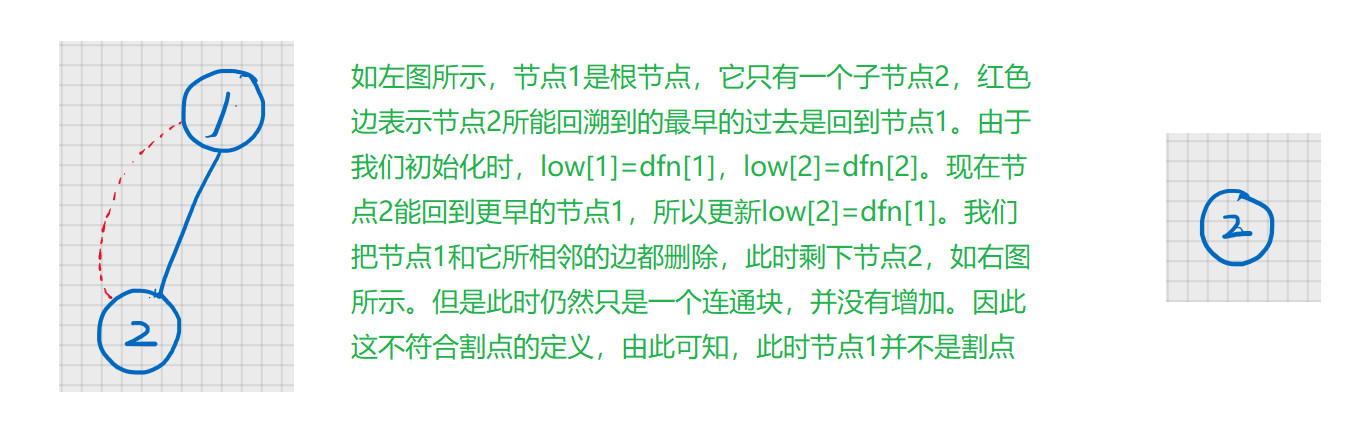 1
2
如左图所示，节点1是根节点，它只有一个子节点2，红色
边表示节点2所能回溯到的最早的过去是回到节点1。由于
我们初始化时，low[1]=dfn[1]，low[2]=dfn[2]。现在节
点2能回到更早的节点1，所以更新low[2]=dfn[1]。我们
把节点1和它所相邻的边都删除，此时剩下节点2，如右图
所示。但是此时仍然只是一个连通块，并没有增加。因此
这不符合割点的定义，由此可知，此时节点1并不是割点
2